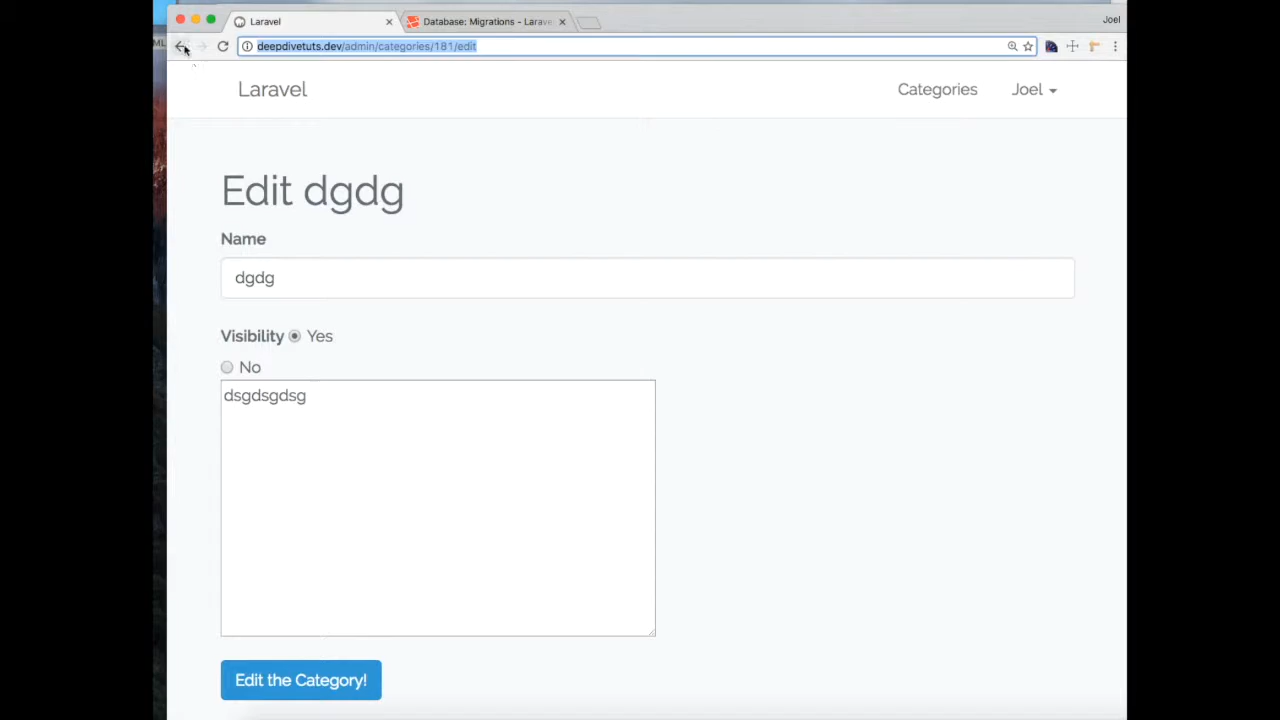 Laravel
Database: Migrations - Larave
Joel
ML
deepdivetuts.dev/admin/categories/181/edit
Laravel
Categories
Joel
Edit dgdg
Name
dgdg
Visibility Yes
No
dsgdsgdsg
Edit the Category!